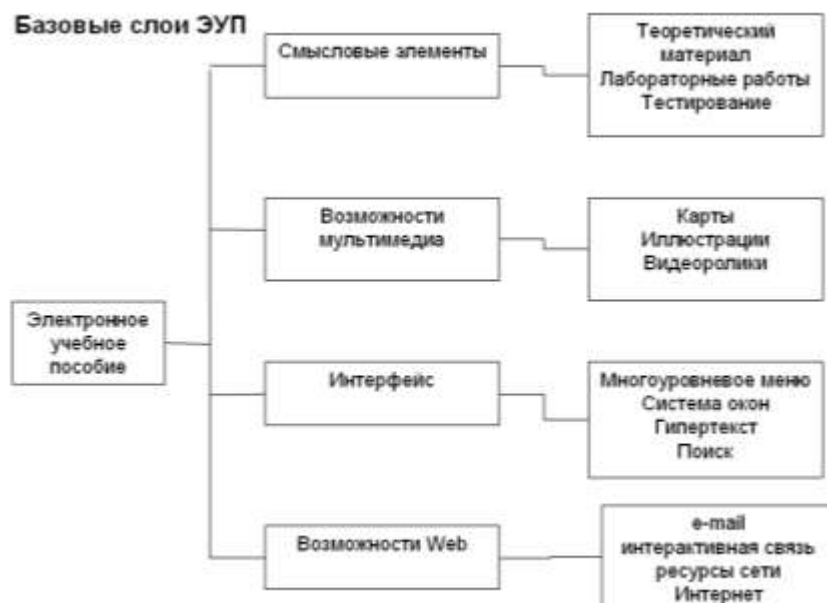 Базовые слои ЭУП
Смысловые элементы
Теоретический
материал
Лабораторные работы
Тестирование
Возможности
мультимедиа
Карты
Иллюстрации
Видеоролики
Электронное
учебное
пособие
Интерфейс
Многоуровневое меню
Система окон
Гипертекст
Поиск
Возможности Web
e-mail
интерактивная связь
ресурсы сети
Интернет